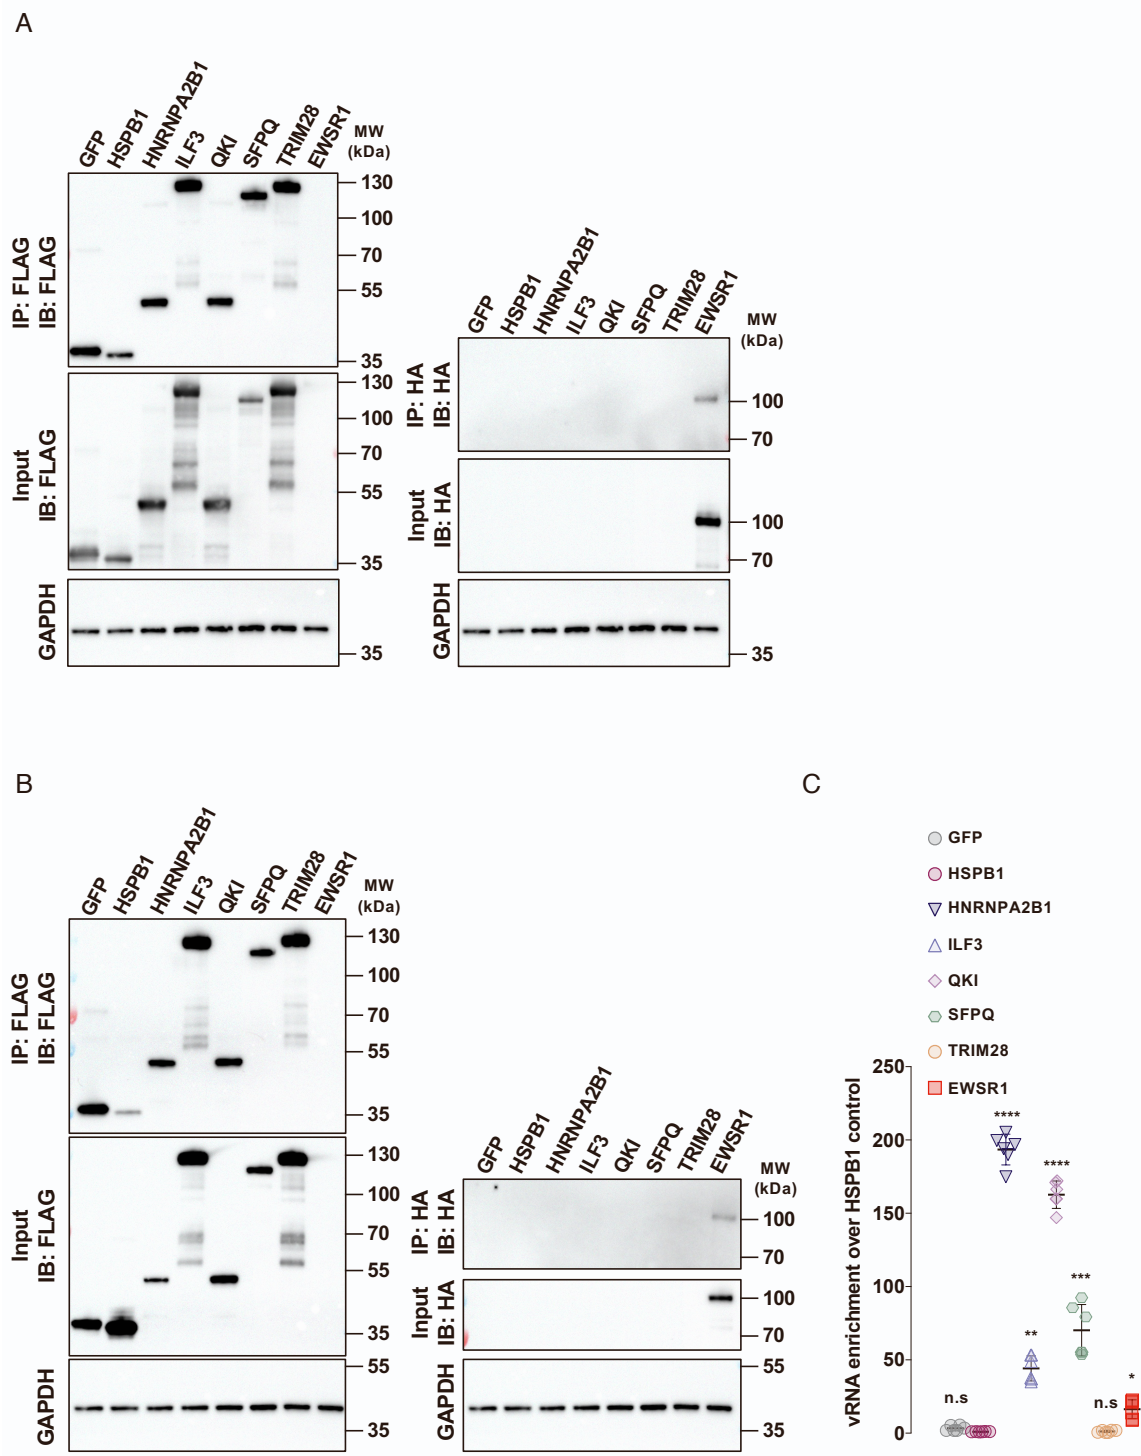 A
GFP
HSPB1
HNRNPA2B1
ILF3
QKI
SFPQ
TRIM28
EWSR1
MW
(kDa)
IP: FLAG
IB: FLAG
130
100
70
55
35
Input
IB: FLAG
130
100
70
55
35
GAPDH
35
GFP
HSPB1
HNRNPA2B1
ILF3
QKI
SFPQ
TRIM28
EWSR1
MW
(kDa)
IP: HA
IB: HA
100
70
Input
IB: HA
100
70
GAPDH
35
B
GFP
HSPB1
HNRNPA2B1
ILF3
QKI
SFPQ
TRIM28
EWSR1
MW
(kDa)
IP: FLAG
IB: FLAG
130
100
70
55
35
Input
IB: FLAG
130
100
70
55
35
GAPDH
55
35
GFP
HSPB1
HNRNPA2B1
ILF3
QKI
SFPQ
TRIM28
EWSR1
MW
(kDa)
IP: HA
IB: HA
100
70
Input
IB: HA
100
70
GAPDH
55
35
C
GFP
HSPB1
HNRNPA2B1
ILF3
QKI
SFPQ
TRIM28
EWSR1
vRNA enrichment over HSPB1 control
250
200
150
100
50
0
n.s
****
**
****
***
n.s
*